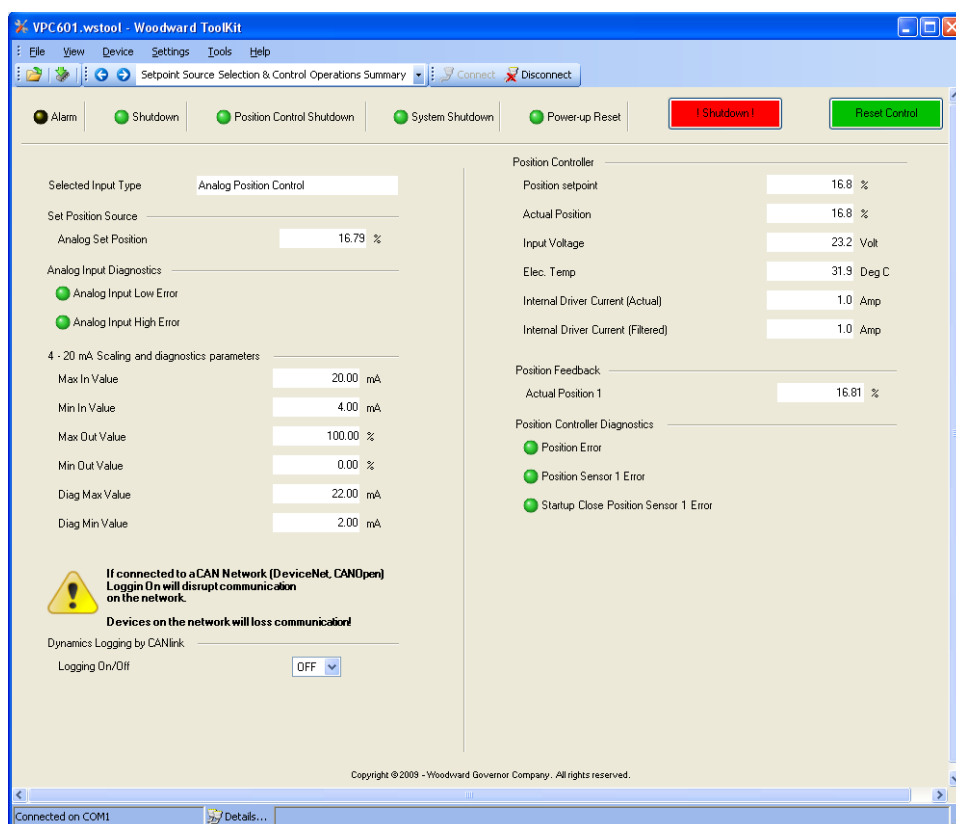 VPC601.wstool - Woodward ToolKit
File View Device Settings Tools Help
Setpoint Source Selection & Control Operations Summary Connect Disconnect
Alarm Shutdown Position Control Shutdown System Shutdown Power-up Reset ! Shutdown ! Reset Control
Selected Input Type Analog Position Control
Set Position Source
Analog Set Position 16.79 %
Analog Input Diagnostics
Analog Input Low Error
Analog Input High Error
4 - 20 mA Scaling and diagnostics parameters
Max In Value 20.00 mA
Min In Value 4.00 mA
Max Out Value 100.00 %
Min Out Value 0.00 %
Diag Max Value 22.00 mA
Diag Min Value 2.00 mA
If connected to a CAN Network (DeviceNet, CANOpen)
Loggin On will disrupt communication
on the network.
Devices on the network will loss communication!
Dynamics Logging by CANlink
Logging On/Off OFF
Position Controller
Position setpoint 16.8 %
Actual Position 16.8 %
Input Voltage 23.2 Volt
Elec. Temp 31.9 Deg C
Internal Driver Current (Actual) 1.0 Amp
Internal Driver Current (Filtered) 1.0 Amp
Position Feedback
Actual Position 1 16.81 %
Position Controller Diagnostics
Position Error
Position Sensor 1 Error
Startup Close Position Sensor 1 Error
Copyright © 2009 - Woodward Governor Company. All rights reserved.
Connected on COM1 Details...